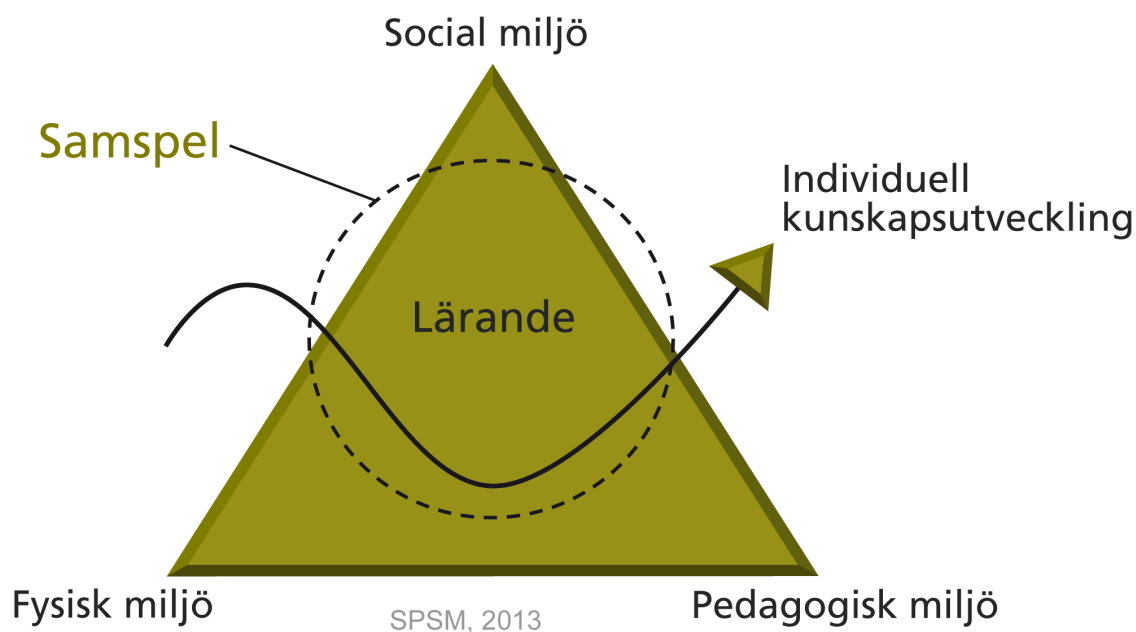 Social miljö
Samspel
Individuell
kunskapsutveckling
Lärande
Fysisk miljö
Pedagogisk miljö
SPSM, 2013